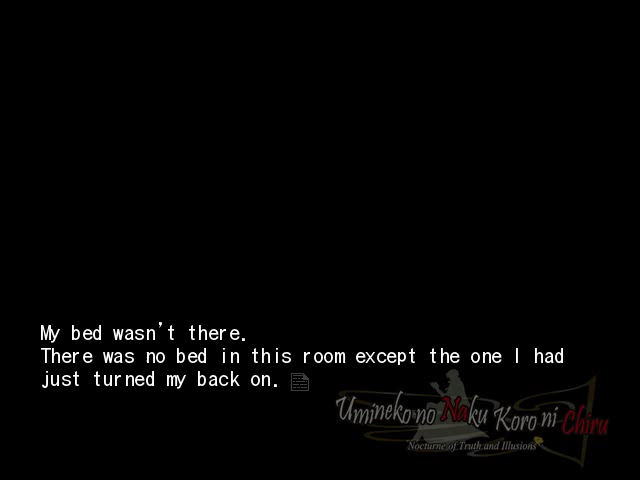 My bed wasn't there.
There was no bed in this room except the one I had
just turned my back on.
Umineko no Naku Koro ni Chiru
Nocturne of Truth and Illusions